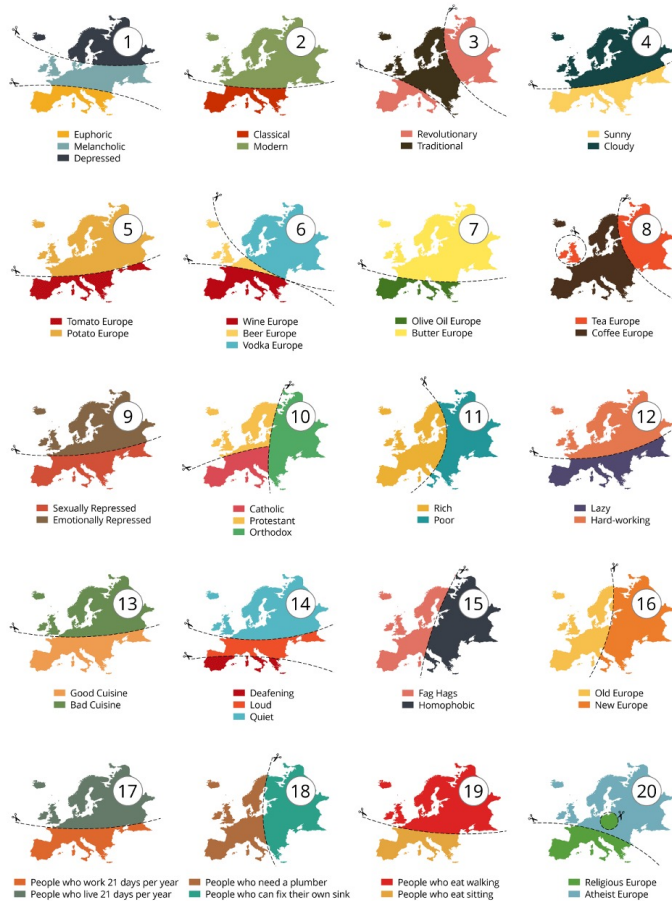 1
2
3
4
Euphoric
Melancholic
Depressed
Classical
Modern
Revolutionary
Traditional
Sunny
Cloudy
5
6
7
8
Tomato Europe
Potato Europe
Wine Europe
Beer Europe
Vodka Europe
Olive Oil Europe
Butter Europe
Tea Europe
Coffee Europe
9
10
11
12
Sexually Repressed
Emotionally Repressed
Catholic
Protestant
Orthodox
Rich
Poor
Lazy
Hard-working
13
14
15
16
Good Cuisine
Bad Cuisine
Deafening
Loud
Quiet
Fag Hags
Homophobic
Old Europe
New Europe
17
18
19
20
People who work 21 days per year
People who live 21 days per year
People who need a plumber
People who can fix their own sink
People who eat walking
People who eat sitting
Religious Europe
Atheist Europe